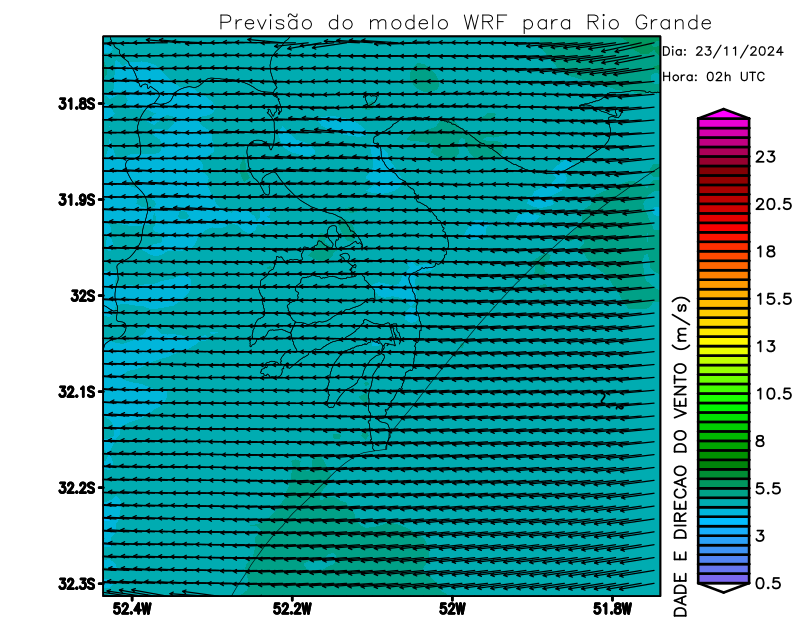 Previsão do modelo WRF para Rio Grande
Dia: 23/11/2024
Hora: 02h UTC
31.8S
31.9S
32S
32.1S
32.2S
32.3S
52.4W
52.2W
52W
51.8W
23
20.5
18
15.5
13
10.5
8
5.5
3
0.5
DADE E DIRECAO DO VENTO (m/s)